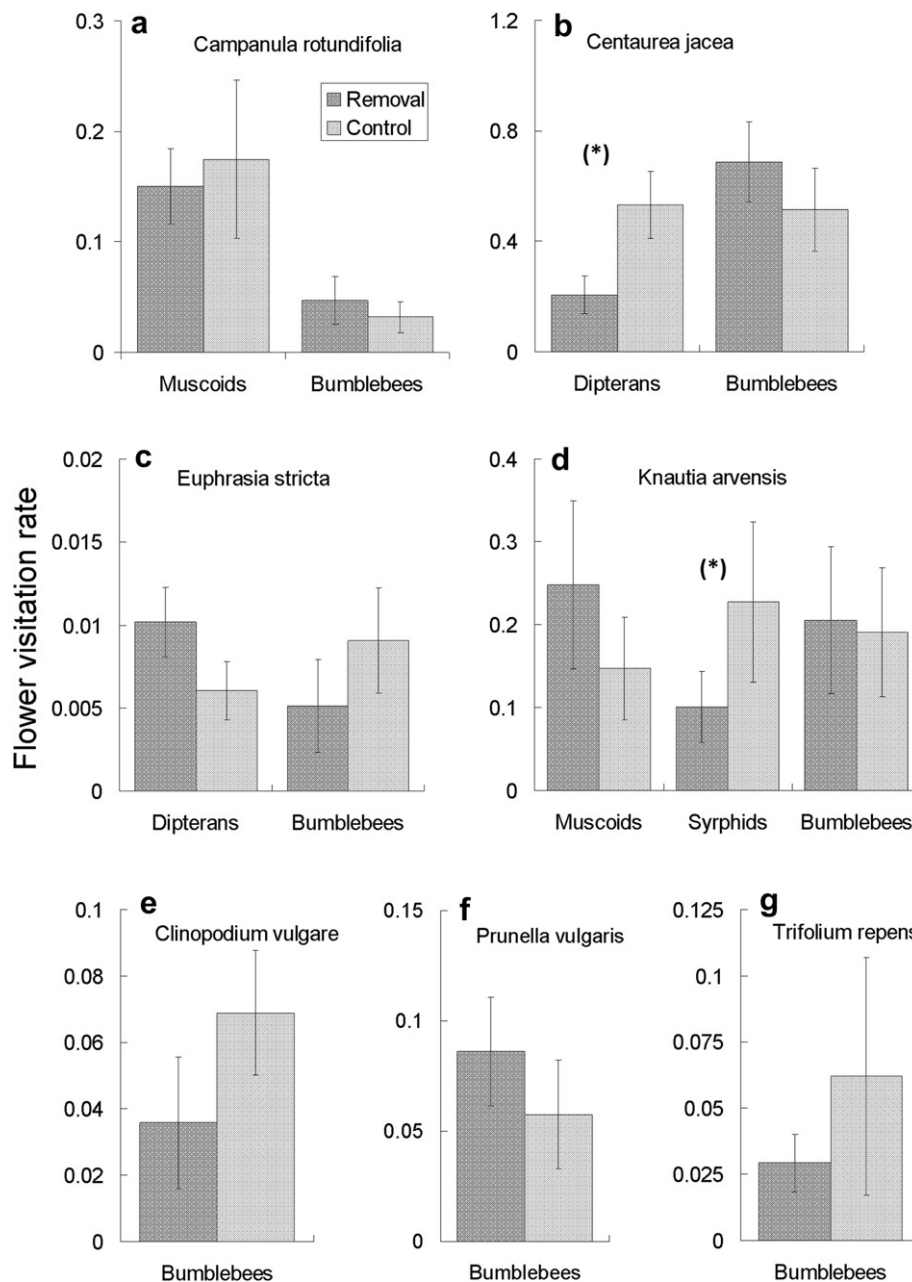 a
Campanula rotundifolia
Removal
Control
0.3
0.2
0.1
0
Muscoids
Bumblebees
b
Centaurea jacea
1.2
0.8
0.4
0
(*)
Dipterans
Bumblebees
Flower visitation rate
c
Euphrasia stricta
0.02
0.015
0.01
0.005
0
Dipterans
Bumblebees
d
Knautia arvensis
0.4
0.3
0.2
0.1
0
(*)
Muscoids
Syrphids
Bumblebees
e
Clinopodium vulgare
0.1
0.08
0.06
0.04
0.02
0
Bumblebees
f
Prunella vulgaris
0.15
0.1
0.05
0
Bumblebees
g
Trifolium repens
0.125
0.1
0.075
0.05
0.025
0
Bumblebees